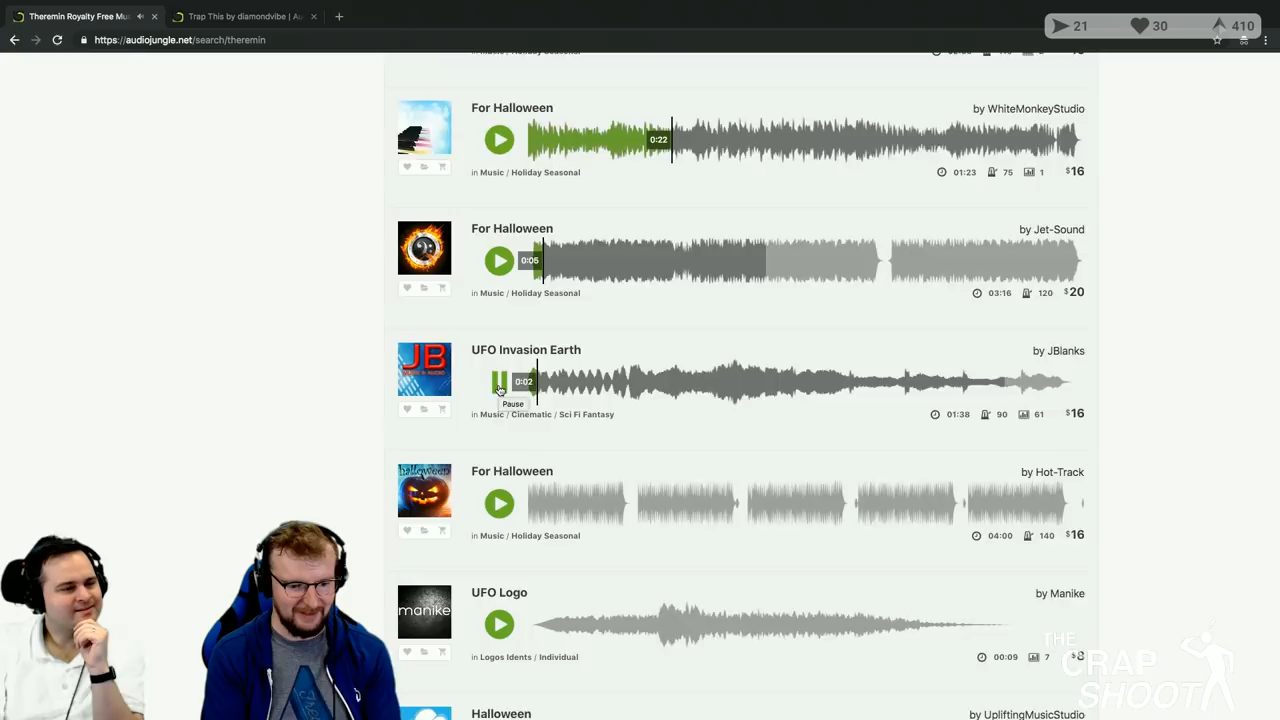 Theremin Royalty Free Mus
Trap This by diamondvibe | Au
https://audiojungle.net/search/theremin
21
30
410
For Halloween
by WhiteMonkeyStudio
0:22
in Music / Holiday Seasonal
01:23
75
1
$16
For Halloween
by Jet-Sound
0:05
in Music / Holiday Seasonal
03:16
120
$20
JB
UFO Invasion Earth
by JBlanks
0:02
Pause
in Music / Cinematic / Sci Fi Fantasy
01:38
90
61
$16
halloween
For Halloween
by Hot-Track
in Music / Holiday Seasonal
04:00
140
$16
manike
UFO Logo
by Manike
in Logos Idents / Individual
00:09
7
$8
THE
CRAP
SHOOT
Halloween
by UpliftingMusicStudio